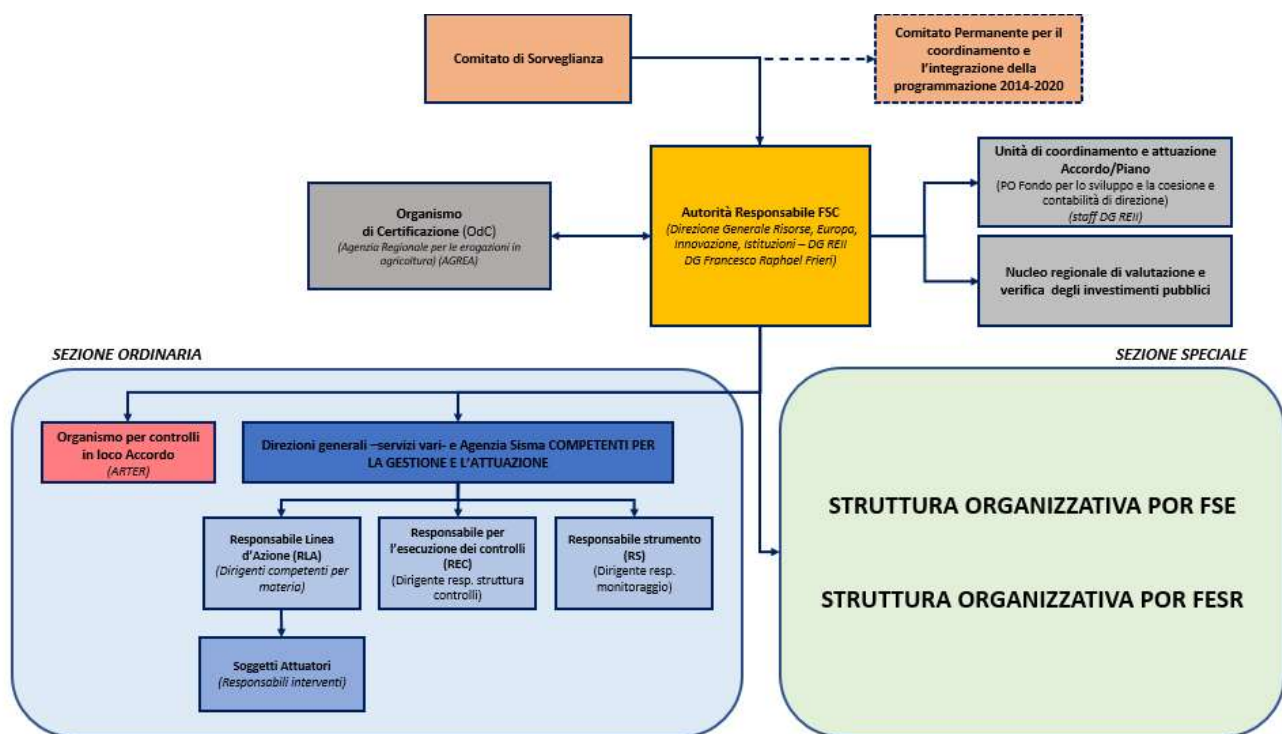 Comitato di Sorveglianza
Comitato Permanente per il
coordinamento e
l'integrazione della
programmazione 2014-2020
Unità di coordinamento e attuazione
Accordo/Piano
(PO Fondo per lo sviluppo e la coesione e
contabilità di direzione)
(staff DG REII)
Organismo
di Certificazione (OdC)
(Agenzia Regionale per le erogazioni in
agricoltura) (AGREA)
Autorità Responsabile FSC
(Direzione Generale Risorse, Europa,
Innovazione, Istituzioni – DG REII
DG Francesco Raphael Frieri)
Nucleo regionale di valutazione e
verifica degli investimenti pubblici
SEZIONE ORDINARIA
SEZIONE SPECIALE
Organismo per controlli
in loco Accordo
(ARTER)
Direzioni generali –servizi vari- e Agenzia Sisma COMPETENTI PER
LA GESTIONE E L'ATTUAZIONE
Responsabile Linea
d'Azione (RLA)
(Dirigenti competenti per
materia)
Responsabile per
l'esecuzione dei controlli
(REC)
(Dirigente resp. struttura
controlli)
Responsabile strumento
(RS)
(Dirigente resp.
monitoraggio)
Soggetti Attuatori
(Responsabili interventi)
STRUTTURA ORGANIZZATIVA POR FSE
STRUTTURA ORGANIZZATIVA POR FESR